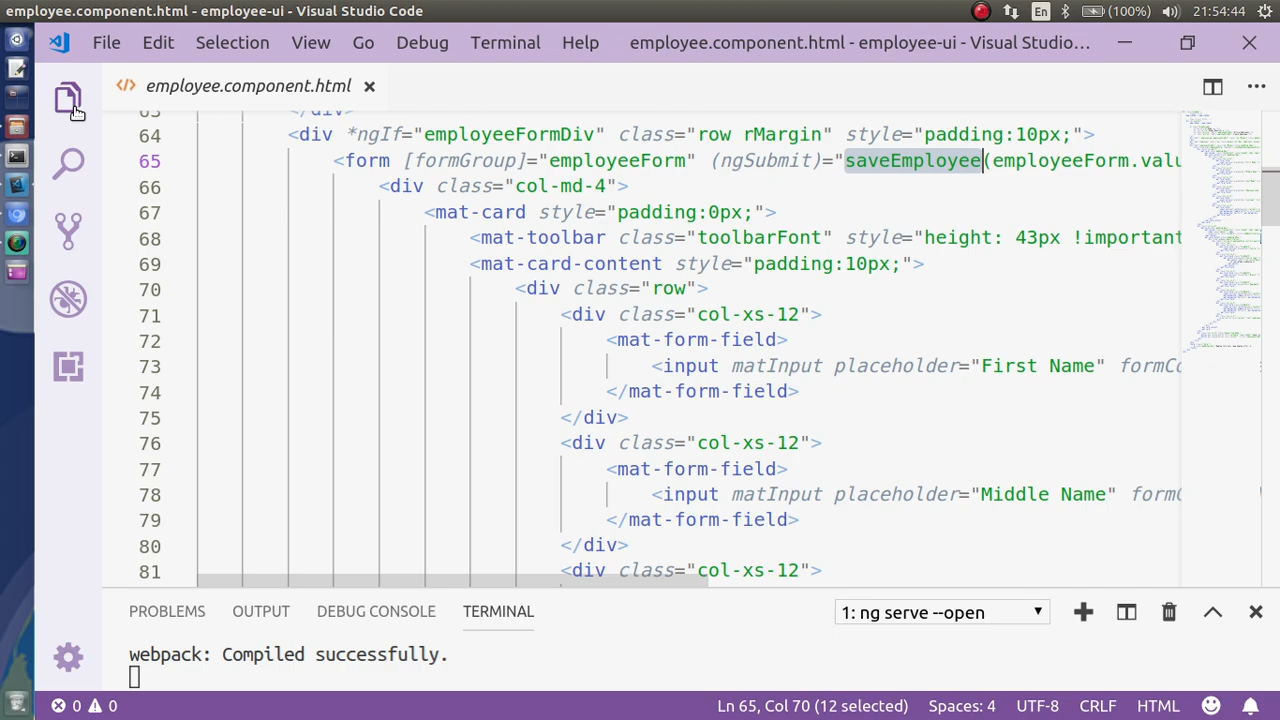 employee.component.html - employee-ui - Visual Studio Code
En
(100%)
21:54:44
File Edit Selection View Go Debug Terminal Help
employee.component.html - employee-ui - Visual Studio...
employee.component.html
63 </div>
64 <div *ngIf="employeeFormDiv" class="row rMargin" style="padding:10px;">
65 <form [formGroup]="employeeForm" (ngSubmit)="saveEmployee(employeeForm.valu
66 <div class="col-md-4">
67 <mat-card style="padding:0px;">
68 <mat-toolbar class="toolbarFont" style="height: 43px !important
69 <mat-card-content style="padding:10px;">
70 <div class="row">
71 <div class="col-xs-12">
72 <mat-form-field>
73 <input matInput placeholder="First Name" formCo
74 </mat-form-field>
75 </div>
76 <div class="col-xs-12">
77 <mat-form-field>
78 <input matInput placeholder="Middle Name" form
79 </mat-form-field>
80 </div>
81 <div class="col-xs-12">
PROBLEMS OUTPUT DEBUG CONSOLE TERMINAL
1: ng serve --open
webpack: Compiled successfully.
0 0
Ln 65, Col 70 (12 selected)
Spaces: 4
UTF-8
CRLF
HTML